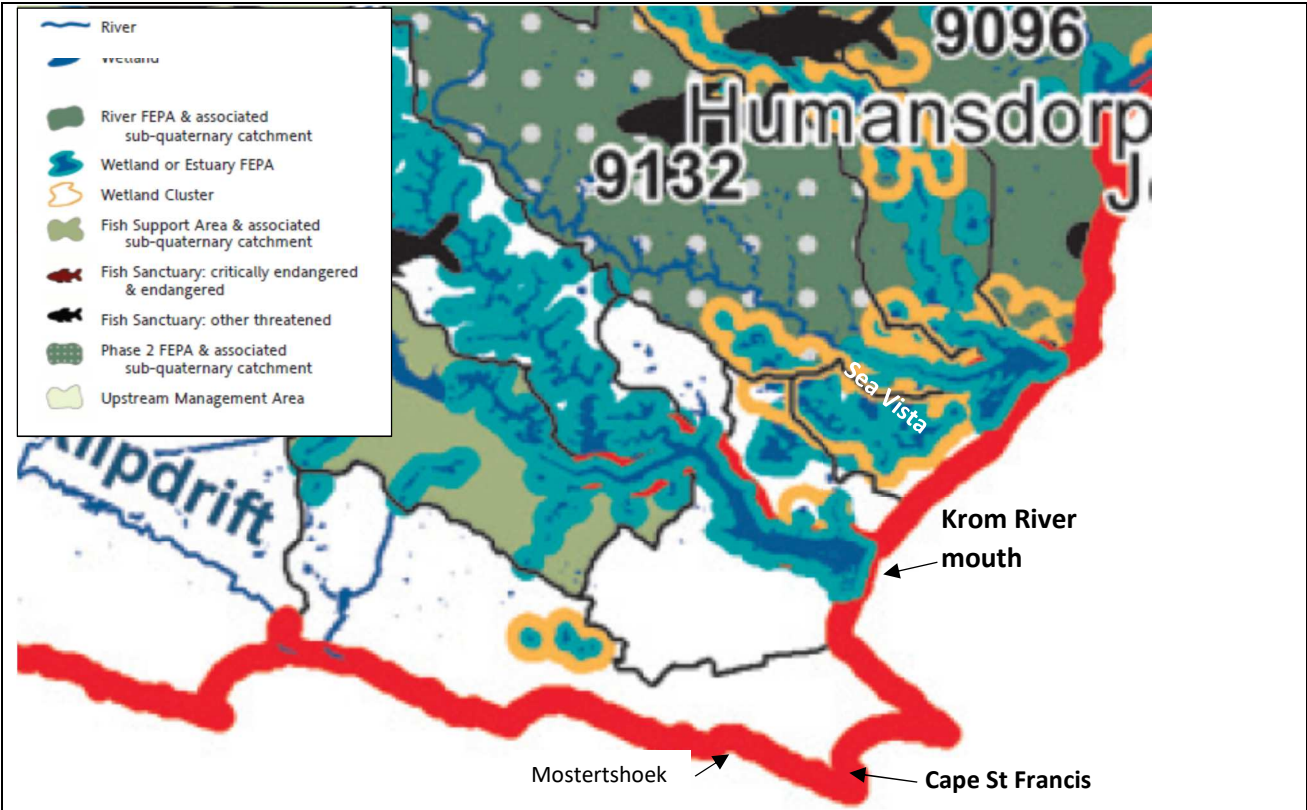 River
Wetland
River FEPA & associated
sub-quaternary catchment
Wetland or Estuary FEPA
Wetland Cluster
Fish Support Area & associated
sub-quaternary catchment
Fish Sanctuary: critically endangered
& endangered
Fish Sanctuary: other threatened
Phase 2 FEPA & associated
sub-quaternary catchment
Upstream Management Area
9096
Humansdorp
9132
J
Sea Vista
lipdrift
Krom River
mouth
Mostertshoek
Cape St Francis